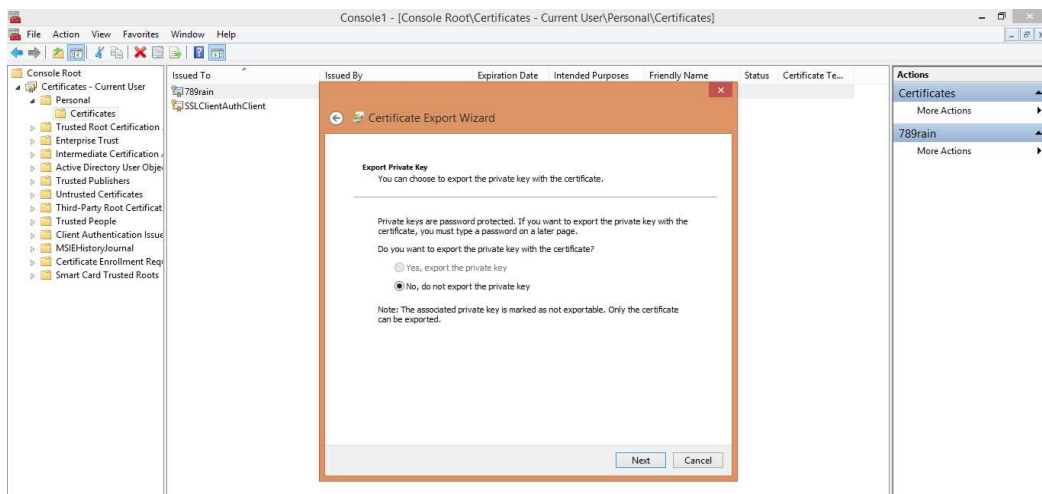 Console1 - [Console Root\Certificates - Current User\Personal\Certificates]
File Action View Favorites Window Help
Console Root
Certificates - Current User
Personal
Certificates
Trusted Root Certification
Enterprise Trust
Intermediate Certification
Active Directory User Obje
Trusted Publishers
Untrusted Certificates
Third-Party Root Certificat
Trusted People
Client Authentication Issue
MSIEHistoryJournal
Certificate Enrollment Requ
Smart Card Trusted Roots
Issued To Issued By Expiration Date Intended Purposes Friendly Name Status Certificate Te...
789rain
SSLClientAuthClient
Certificate Export Wizard
Export Private Key
You can choose to export the private key with the certificate.
Private keys are password protected. If you want to export the private key with the
certificate, you must type a password on a later page.
Do you want to export the private key with the certificate?
Yes, export the private key
No, do not export the private key
Note: The associated private key is marked as not exportable. Only the certificate
can be exported.
Next Cancel
Actions
Certificates
More Actions
789rain
More Actions